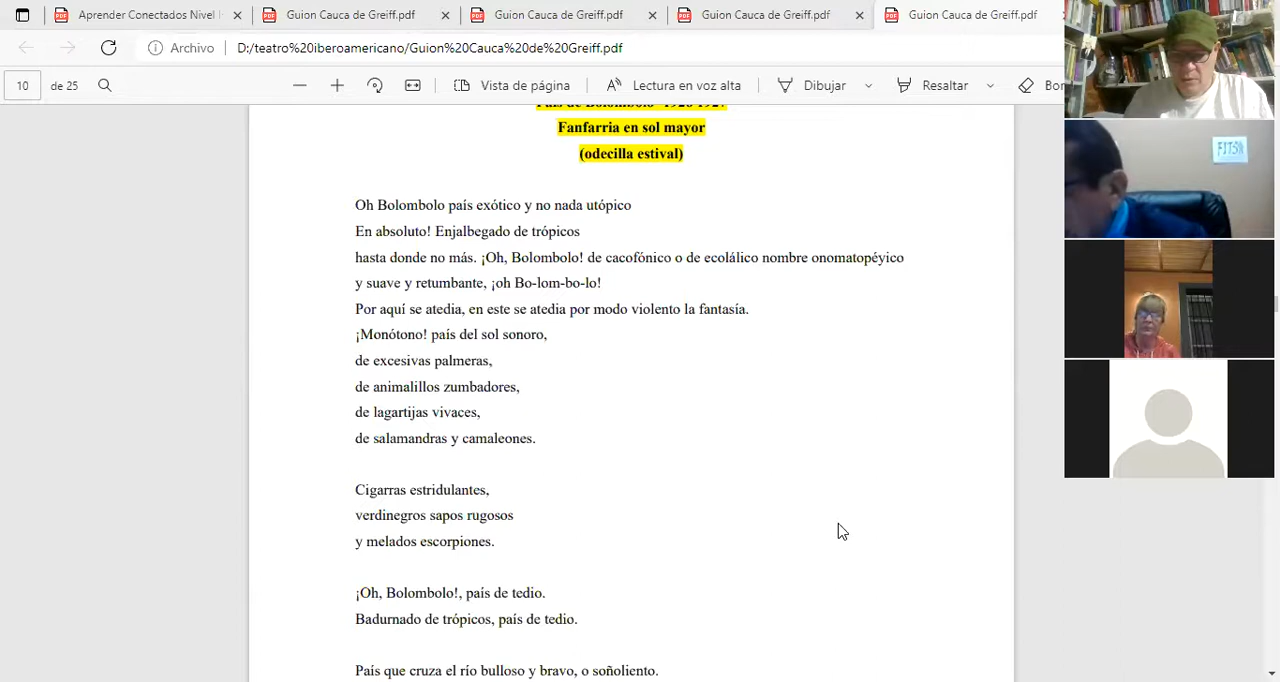 Aprender Conectados Nivel
Guion Cauca de Greiff.pdf
Guion Cauca de Greiff.pdf
Guion Cauca de Greiff.pdf
Guion Cauca de Greiff.pdf
Archivo
D:/teatro%20iberoamericano/Guion%20Cauca%20de%20Greiff.pdf
10 de 25
Vista de página
Lectura en voz alta
Dibujar
Resaltar
Bor
País de Bolombolo 1926-1927
Fanfarria en sol mayor
(odecilla estival)
Oh Bolombolo país exótico y no nada utópico
En absoluto! Enjalbegado de trópicos
hasta donde no más. ¡Oh, Bolombolo! de cacofónico o de ecolálico nombre onomatopéyico
y suave y retumbante, ¡oh Bo-lom-bo-lo!
Por aquí se atedia, en este se atedia por modo violento la fantasía.
¡Monótono! país del sol sonoro,
de excesivas palmeras,
de animalillos zumbadores,
de lagartijas vivaces,
de salamandras y camaleones.
Cigarras estridulantes,
verdinegros sapos rugosos
y melados escorpiones.
¡Oh, Bolombolo!, país de tedio.
Badurnado de trópicos, país de tedio.
País que cruza el río bulloso y bravo, o soñoliento.